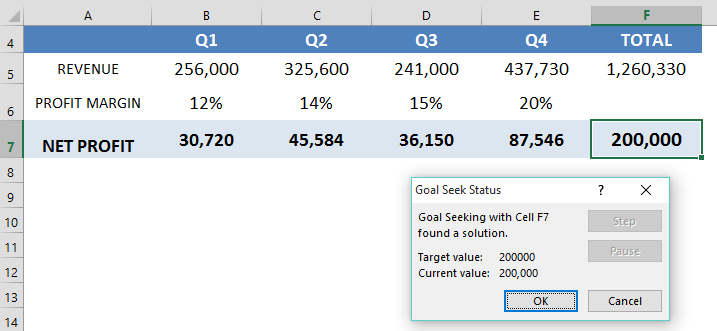 A B C D E F
4 Q1 Q2 Q3 Q4 TOTAL
5 REVENUE 256,000 325,600 241,000 437,730 1,260,330
6 PROFIT MARGIN 12% 14% 15% 20%
7 NET PROFIT 30,720 45,584 36,150 87,546 200,000
8
9
10
11
12
13
14
Goal Seek Status ?
Goal Seeking with Cell F7
found a solution.
Step
Pause
Target value: 200000
Current value: 200,000
OK Cancel